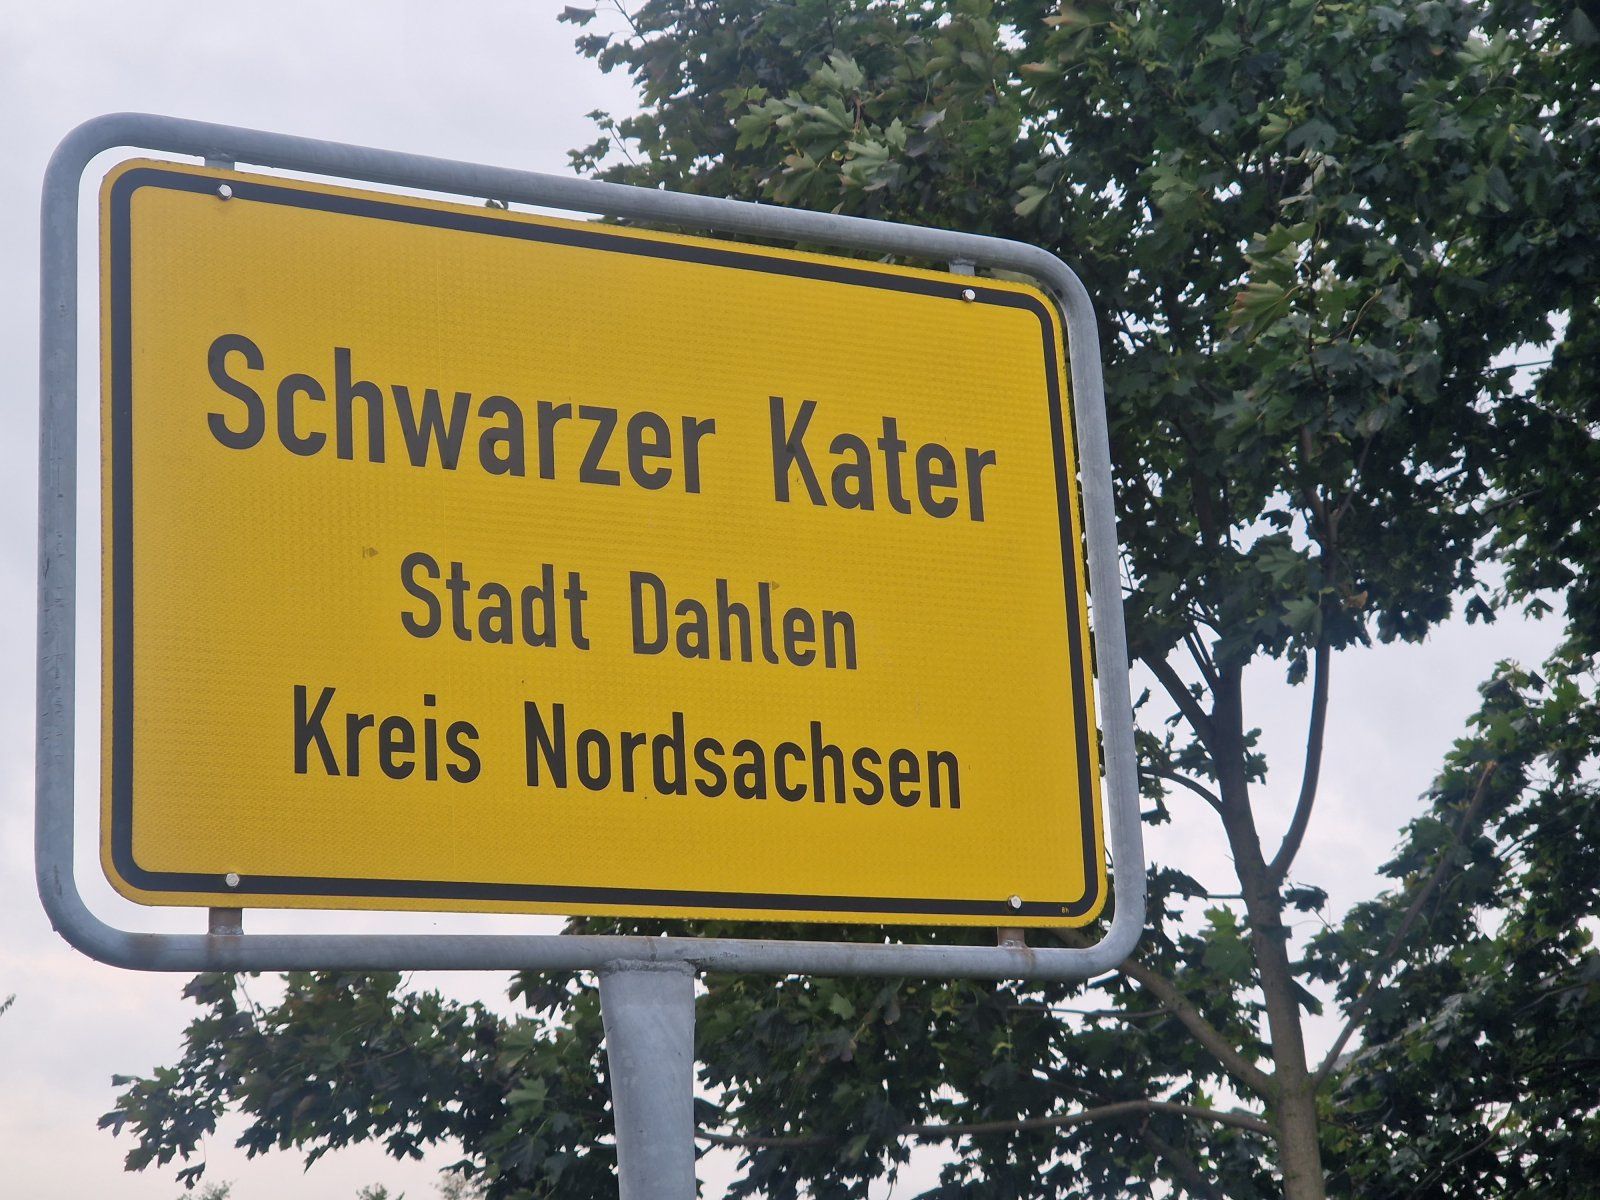 Schwarzer Kater
Stadt Dahlen
Kreis Nordsachsen